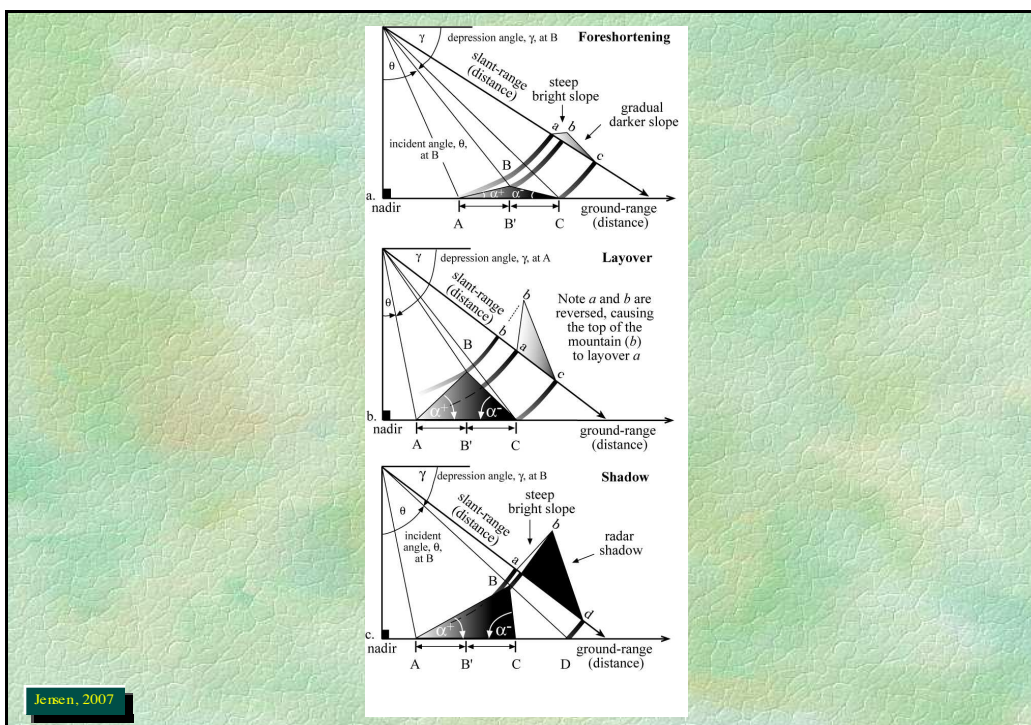 γ
depression angle, γ, at B
Foreshortening
θ
slant-range
(distance)
steep
bright slope
gradual
darker slope
a
b
c
incident angle, θ,
at B
B
α⁺
α⁻
a.
nadir
A
B'
C
ground-range
(distance)
γ
depression angle, γ, at A
Layover
θ
slant-range
(distance)
b
Note a and b are
reversed, causing
the top of the
mountain (b)
to layover a
b
a
c
B
α⁺
α⁻
b.
nadir
A
B'
C
ground-range
(distance)
γ
depression angle, γ, at B
Shadow
θ
slant-range
(distance)
steep
bright slope
b
radar
shadow
incident
angle, θ,
at B
a
B
d
α⁺
α⁻
c.
nadir
A
B'
C
D
ground-range
(distance)
Jensen, 2007